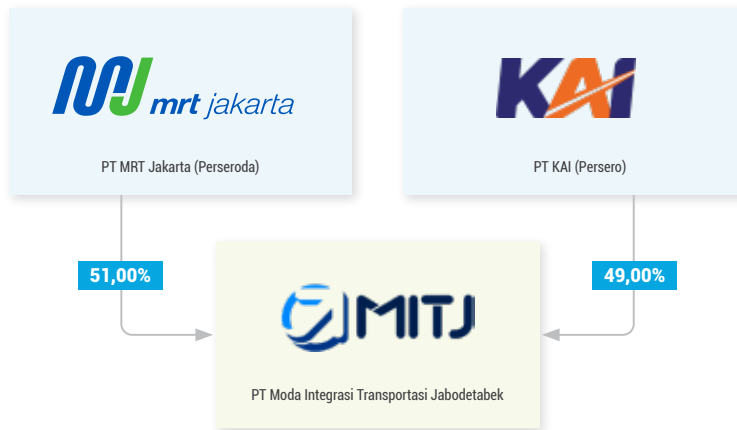 mrt jakarta
KAI
PT MRT Jakarta (Perseroda)
PT KAI (Persero)
51,00%
49,00%
MITJ
PT Moda Integrasi Transportasi Jabodetabek